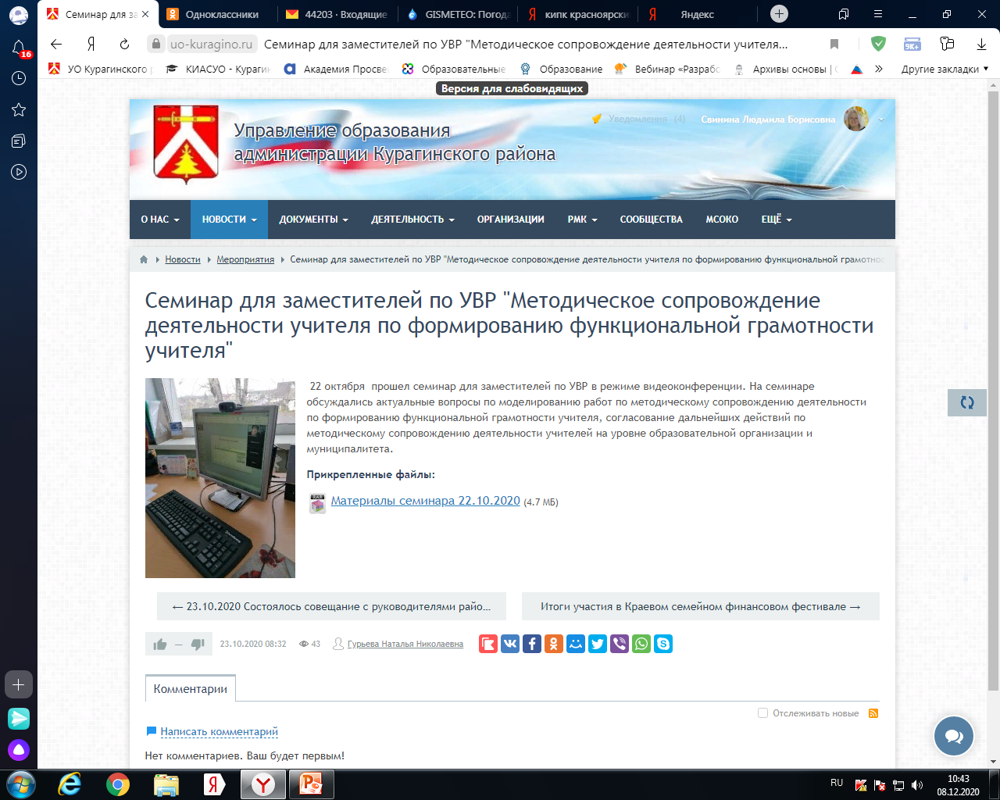 Семинар для за
Одноклассники
44203 · Входящие
GISMETEO: Погода
кипк красноярски
Яндекс
16
uo-kuragino.ru
Семинар для заместителей по УВР "Методическое сопровождение деятельности учителя...
9K+
УО Курагинского р
КИАСУО - Курагин
Академия Просве
Образовательные
Образование
Вебинар «Разрабо
Архивы основы | С
»
Другие закладки ▼
Версия для слабовидящих
Управление образования
администрации Курагинского района
Уведомления (4)
Свинина Людмила Борисовна
О НАС
НОВОСТИ
ДОКУМЕНТЫ
ДЕЯТЕЛЬНОСТЬ
ОРГАНИЗАЦИИ
РМК
СООБЩЕСТВА
МСОКО
ЕЩЁ
Новости
Мероприятия
Семинар для заместителей по УВР "Методическое сопровождение деятельности учителя по формированию функциональной грамотнос
Семинар для заместителей по УВР "Методическое сопровождение
деятельности учителя по формированию функциональной грамотности
учителя"
22 октября прошел семинар для заместителей по УВР в режиме видеоконференции. На семинаре
обсуждались актуальные вопросы по моделированию работ по методическому сопровождению деятельности
по формированию функциональной грамотности учителя, согласование дальнейших действий по
методическому сопровождению деятельности учителей на уровне образовательной организации и
муниципалитета.
Прикрепленные файлы:
Материалы семинара 22.10.2020 (4.7 МБ)
← 23.10.2020 Состоялось совещание с руководителями райо...
Итоги участия в Краевом семейном финансовом фестивале →
—
23.10.2020 08:32
43
Гурьева Наталья Николаевна
Комментарии
Отслеживать новые
Написать комментарий
Нет комментариев. Ваш будет первым!
RU
10:43
08.12.2020